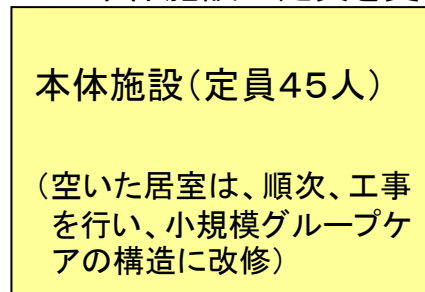 本体施設(定員45人)
(空いた居室は、順次、工事
を行い、小規模グループケ
アの構造に改修)